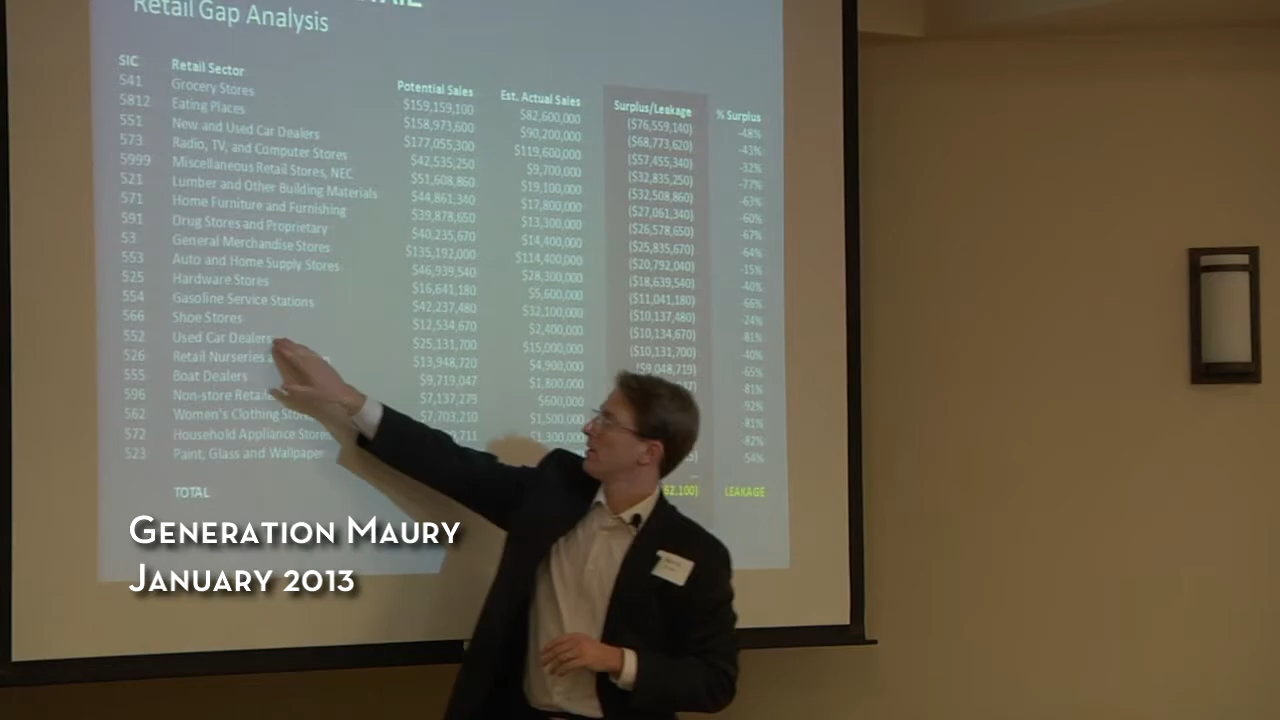 Retail Gap Analysis
SIC Retail Sector Potential Sales Est. Actual Sales Surplus/Leakage % Surplus
541 Grocery Stores $159,159,100 $82,600,000 ($76,559,140) -48%
5812 Eating Places $158,973,600 $90,200,000 ($68,773,620) -43%
551 New and Used Car Dealers $177,055,300 $119,600,000 ($57,455,340) -32%
573 Radio, TV, and Computer Stores $42,535,250 $9,700,000 ($32,835,250) -77%
5999 Miscellaneous Retail Stores, NEC $51,608,860 $19,100,000 ($32,508,860) -63%
521 Lumber and Other Building Materials $44,861,340 $17,800,000 ($27,061,340) -60%
571 Home Furniture and Furnishing $39,878,650 $13,300,000 ($26,578,650) -67%
591 Drug Stores and Proprietary $40,235,670 $14,400,000 ($25,835,670) -64%
53 General Merchandise Stores $135,192,000 $114,400,000 ($20,792,040) -15%
553 Auto and Home Supply Stores $46,939,540 $28,300,000 ($18,639,540) -40%
525 Hardware Stores $16,641,180 $5,600,000 ($11,041,180) -66%
554 Gasoline Service Stations $42,237,480 $32,100,000 ($10,137,480) -24%
566 Shoe Stores $12,534,670 $2,400,000 ($10,134,670) -81%
552 Used Car Dealers $25,131,700 $15,000,000 ($10,131,700) -40%
526 Retail Nurseries $13,948,720 $4,900,000 ($9,048,719) -65%
555 Boat Dealers $9,719,047 $1,800,000 -81%
596 Non-store $7,137,279 $600,000 -92%
562 Women's Clothing $7,703,210 $1,500,000 -81%
572 Household Appliance Stores $1,300,000 -82%
523 Paint, Glass and Wallpaper 54%
TOTAL 62,100) LEAKAGE
Generation Maury
January 2013